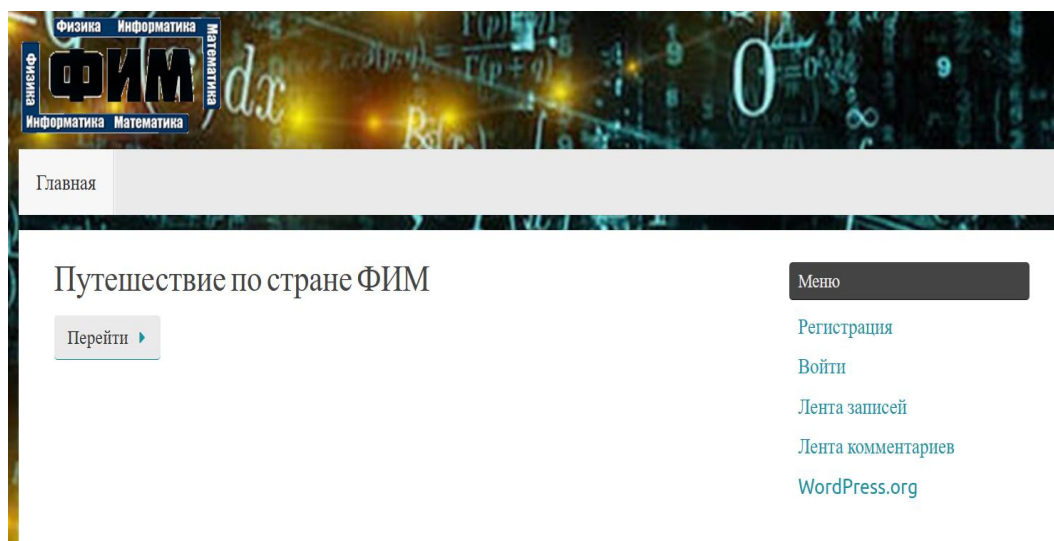 Физика Информатика
Математика
Физика
ФИМ
Информатика Математика
dx
Главная
Путешествие по стране ФИМ
Перейти
Меню
Регистрация
Войти
Лента записей
Лента комментариев
WordPress.org